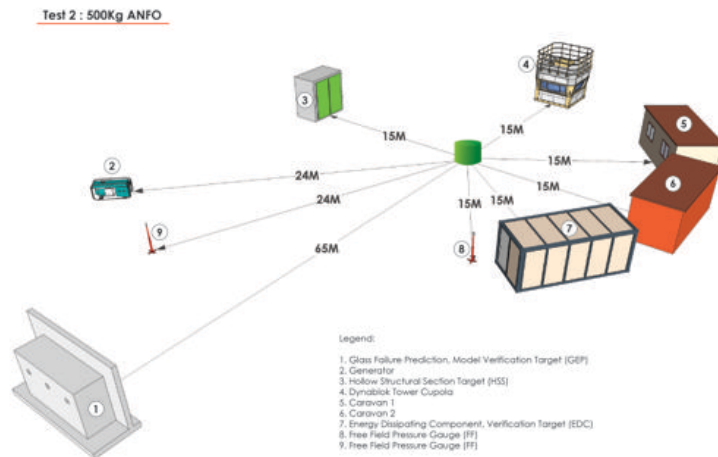 Test 2 : 500Kg ANFO
4
3
5
15M
15M
2
15M
6
24M
15M
24M
15M
15M
9
7
65M
8
Legend:
1
1. Glass Failure Prediction, Model Verification Target (GEP)
2. Generator
3. Hollow Structural Section Target (HSS)
4. Dynablok Tower Cupola
5. Caravan 1
6. Caravan 2
7. Energy Dissipating Component, Verification Target (EDC)
8. Free Field Pressure Gauge (FF)
9. Free Field Pressure Gauge (FF)